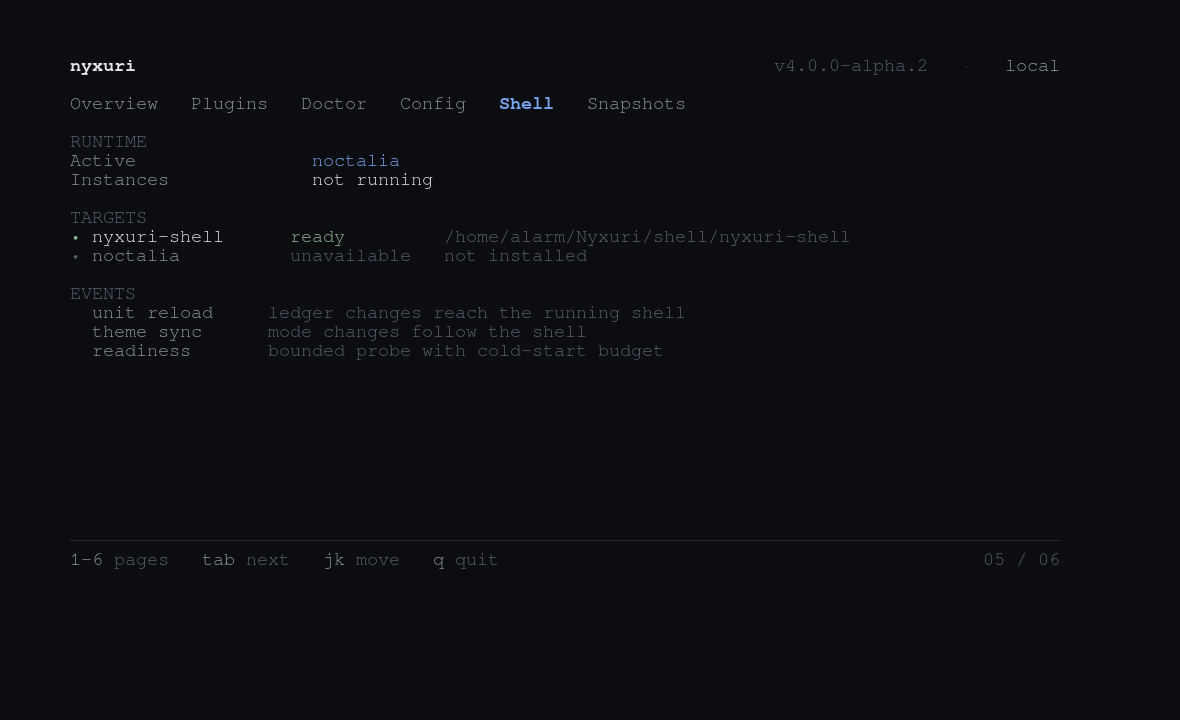 nyxuri v4.0.0-alpha.2 · local
Overview Plugins Doctor Config Shell Snapshots
RUNTIME
Active noctalia
Instances not running
TARGETS
• nyxuri-shell ready /home/alarm/Nyxuri/shell/nyxuri-shell
• noctalia unavailable not installed
EVENTS
unit reload ledger changes reach the running shell
theme sync mode changes follow the shell
readiness bounded probe with cold-start budget
1-6 pages tab next jk move q quit 05 / 06